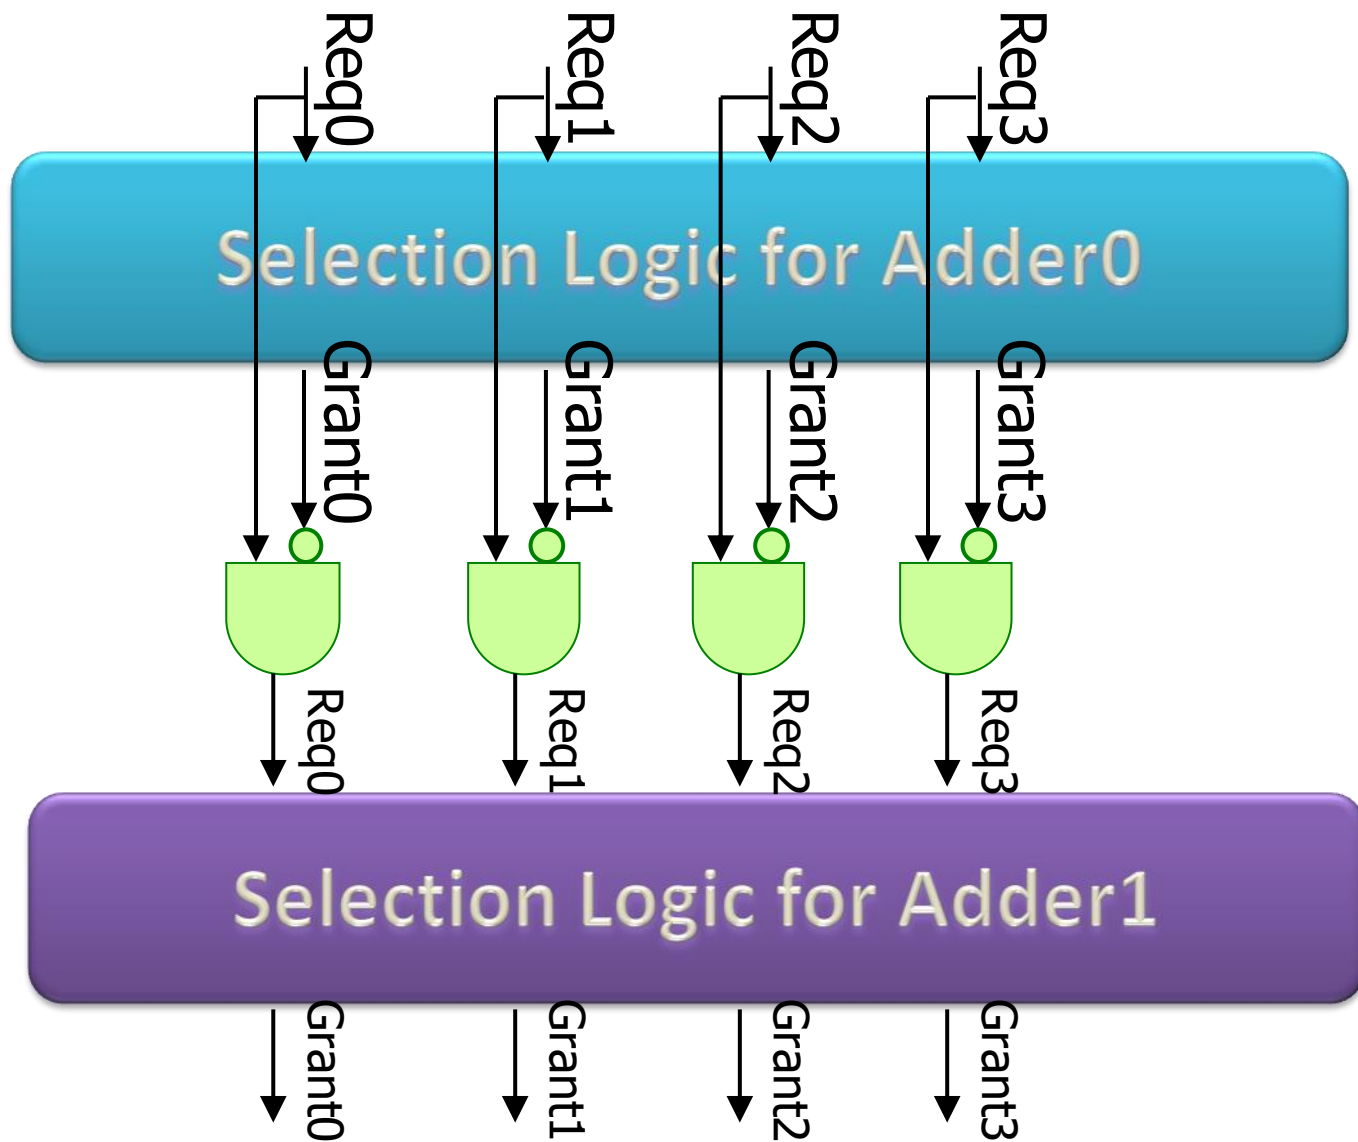 Req0
Req1
Req2
Req3
Selection Logic for Adder0
Grant0
Grant1
Grant2
Grant3
Req0
Req1
Req2
Req3
Selection Logic for Adder1
Grant0
Grant1
Grant2
Grant3